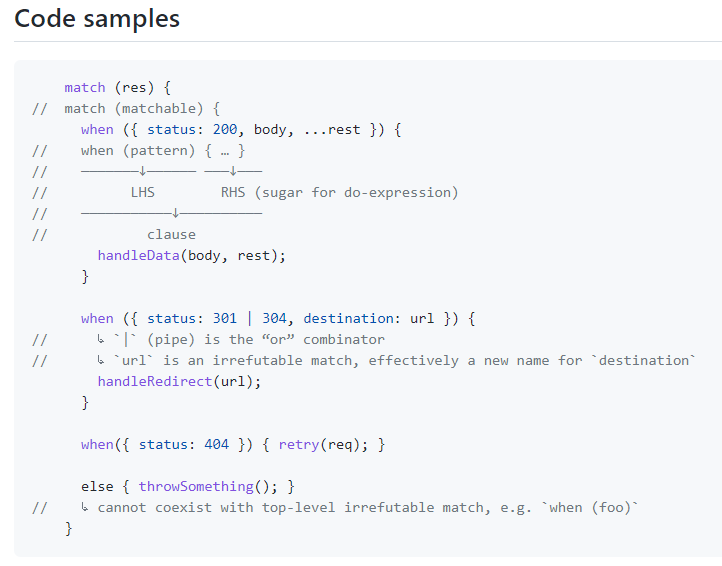 Code samples
match (res) {
// match (matchable) {
when ({ status: 200, body, ...rest }) {
// when (pattern) { … }
// ───────↓────── ───↓───
// LHS RHS (sugar for do-expression)
// ───────────↓──────────
// clause
handleData(body, rest);
}
when ({ status: 301 | 304, destination: url }) {
// ↳ `|` (pipe) is the “or” combinator
// ↳ `url` is an irrefutable match, effectively a new name for `destination`
handleRedirect(url);
}
when({ status: 404 }) { retry(req); }
else { throwSomething(); }
// ↳ cannot coexist with top-level irrefutable match, e.g. `when (foo)`
}